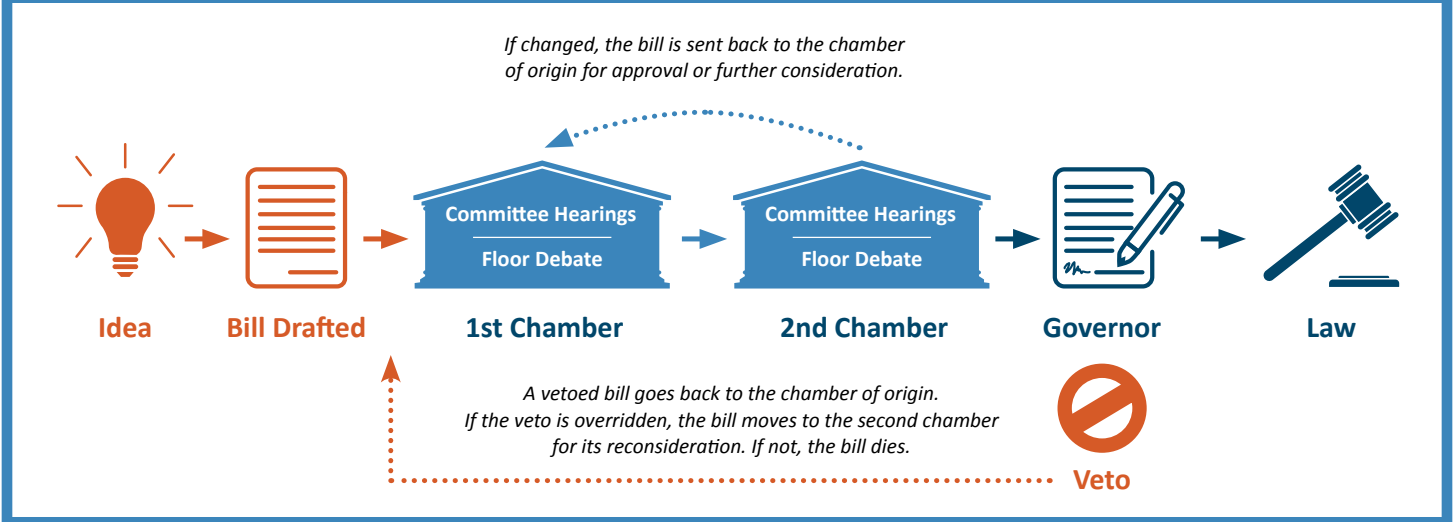 If changed, the bill is sent back to the chamber
of origin for approval or further consideration.
Committee Hearings
Floor Debate
Committee Hearings
Floor Debate
Idea
Bill Drafted
1st Chamber
2nd Chamber
Governor
Law
A vetoed bill goes back to the chamber of origin.
If the veto is overridden, the bill moves to the second chamber
for its reconsideration. If not, the bill dies.
Veto